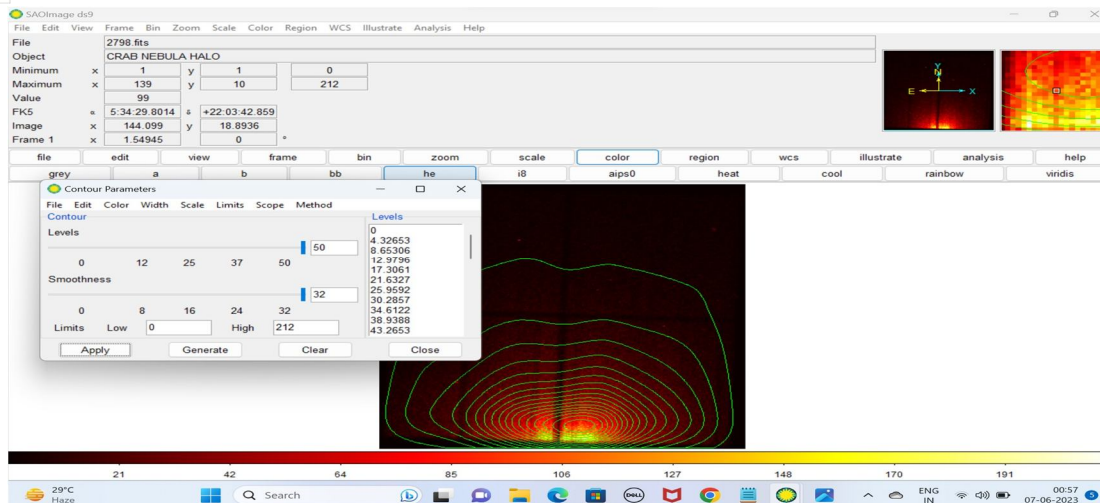 SAOImage ds9
File Edit View Frame Bin Zoom Scale Color Region WCS Illustrate Analysis Help
File 2798.fits
Object CRAB NEBULA HALO
Minimum x 1 y 1 0
Maximum x 139 y 10 212
Value 99
FK5 α 5:34:29.8014 δ +22:03:42.859
Image x 144.099 y 18.8936
Frame 1 x 1.54945 0 °
Y
N
E X
file edit view frame bin zoom scale color region wcs illustrate analysis help
grey a b bb he i8 aips0 heat cool rainbow viridis
Contour Parameters
File Edit Color Width Scale Limits Scope Method
Contour
Levels
50
0 12 25 37 50
Smoothness
32
0 8 16 24 32
Limits Low 0 High 212
Levels
0
4.32653
8.65306
12.9796
17.3061
21.6327
25.9592
30.2857
34.6122
38.9388
43.2653
Apply Generate Clear Close
21 42 64 85 106 127 148 170 191
29°C
Haze
Search
DELL
ENG
IN
00:57
07-06-2023
5